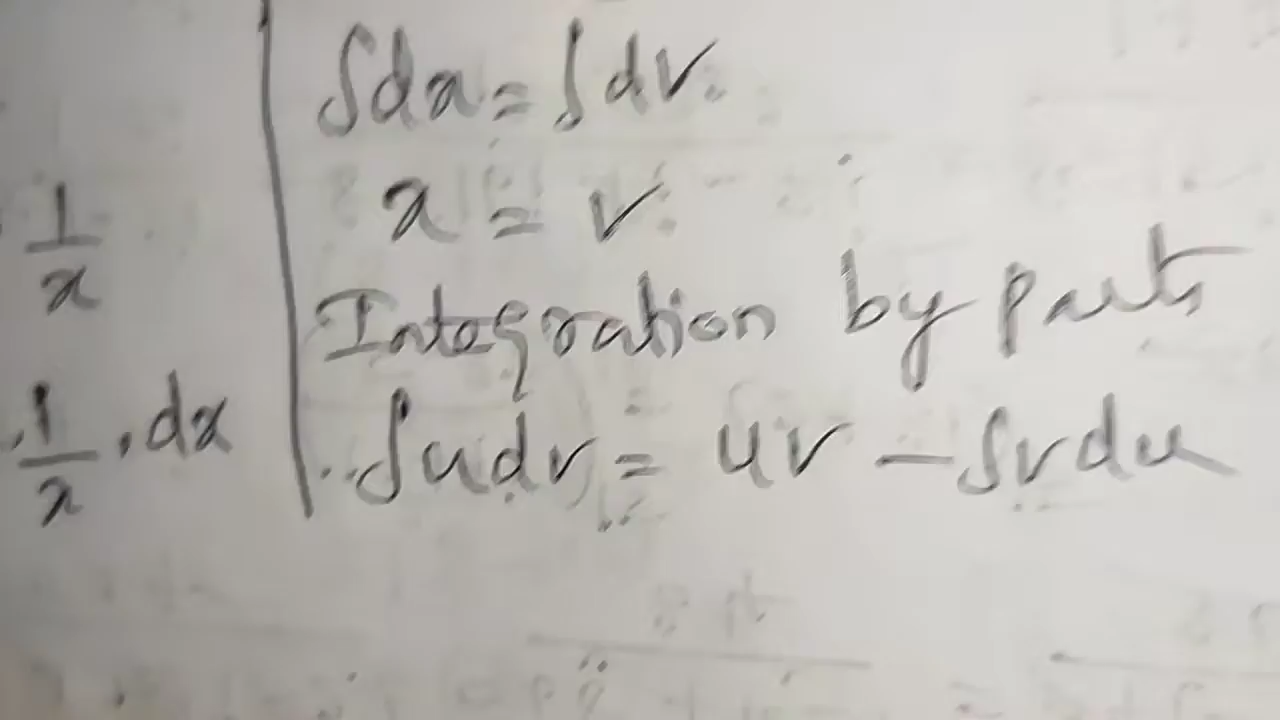 ∫dx = ∫dv
x = v
1/x
Integration by parts
1/x . dx
∫udv = uv - ∫vdu